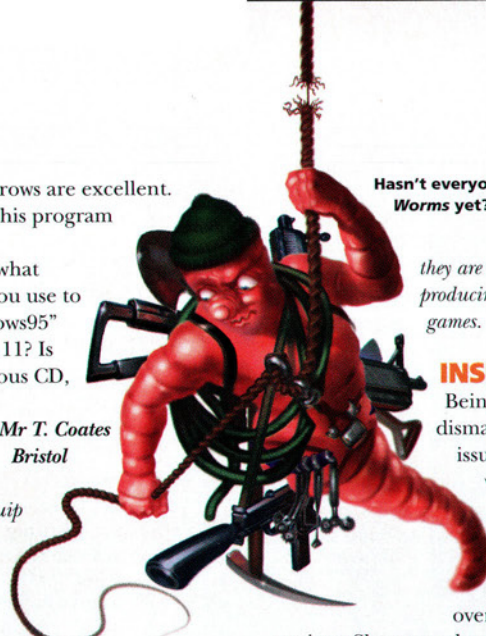 rows are excellent.
his program
what
ou use to
ows95”
11? Is
ous CD,
Mr T. Coates
Bristol
uip
Hasn't everyo
Worms yet?
they are
producin
games.
INS
Bein
disma
issu
over